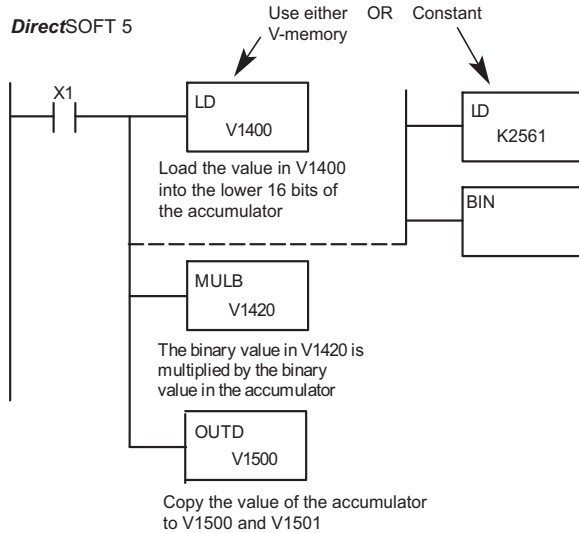 DirectSOFT 5
Use either OR Constant
V-memory
X1
LD
V1400
Load the value in V1400
into the lower 16 bits of
the accumulator
LD
K2561
BIN
MULB
V1420
The binary value in V1420 is
multiplied by the binary
value in the accumulator
OUTD
V1500
Copy the value of the accumulator
to V1500 and V1501